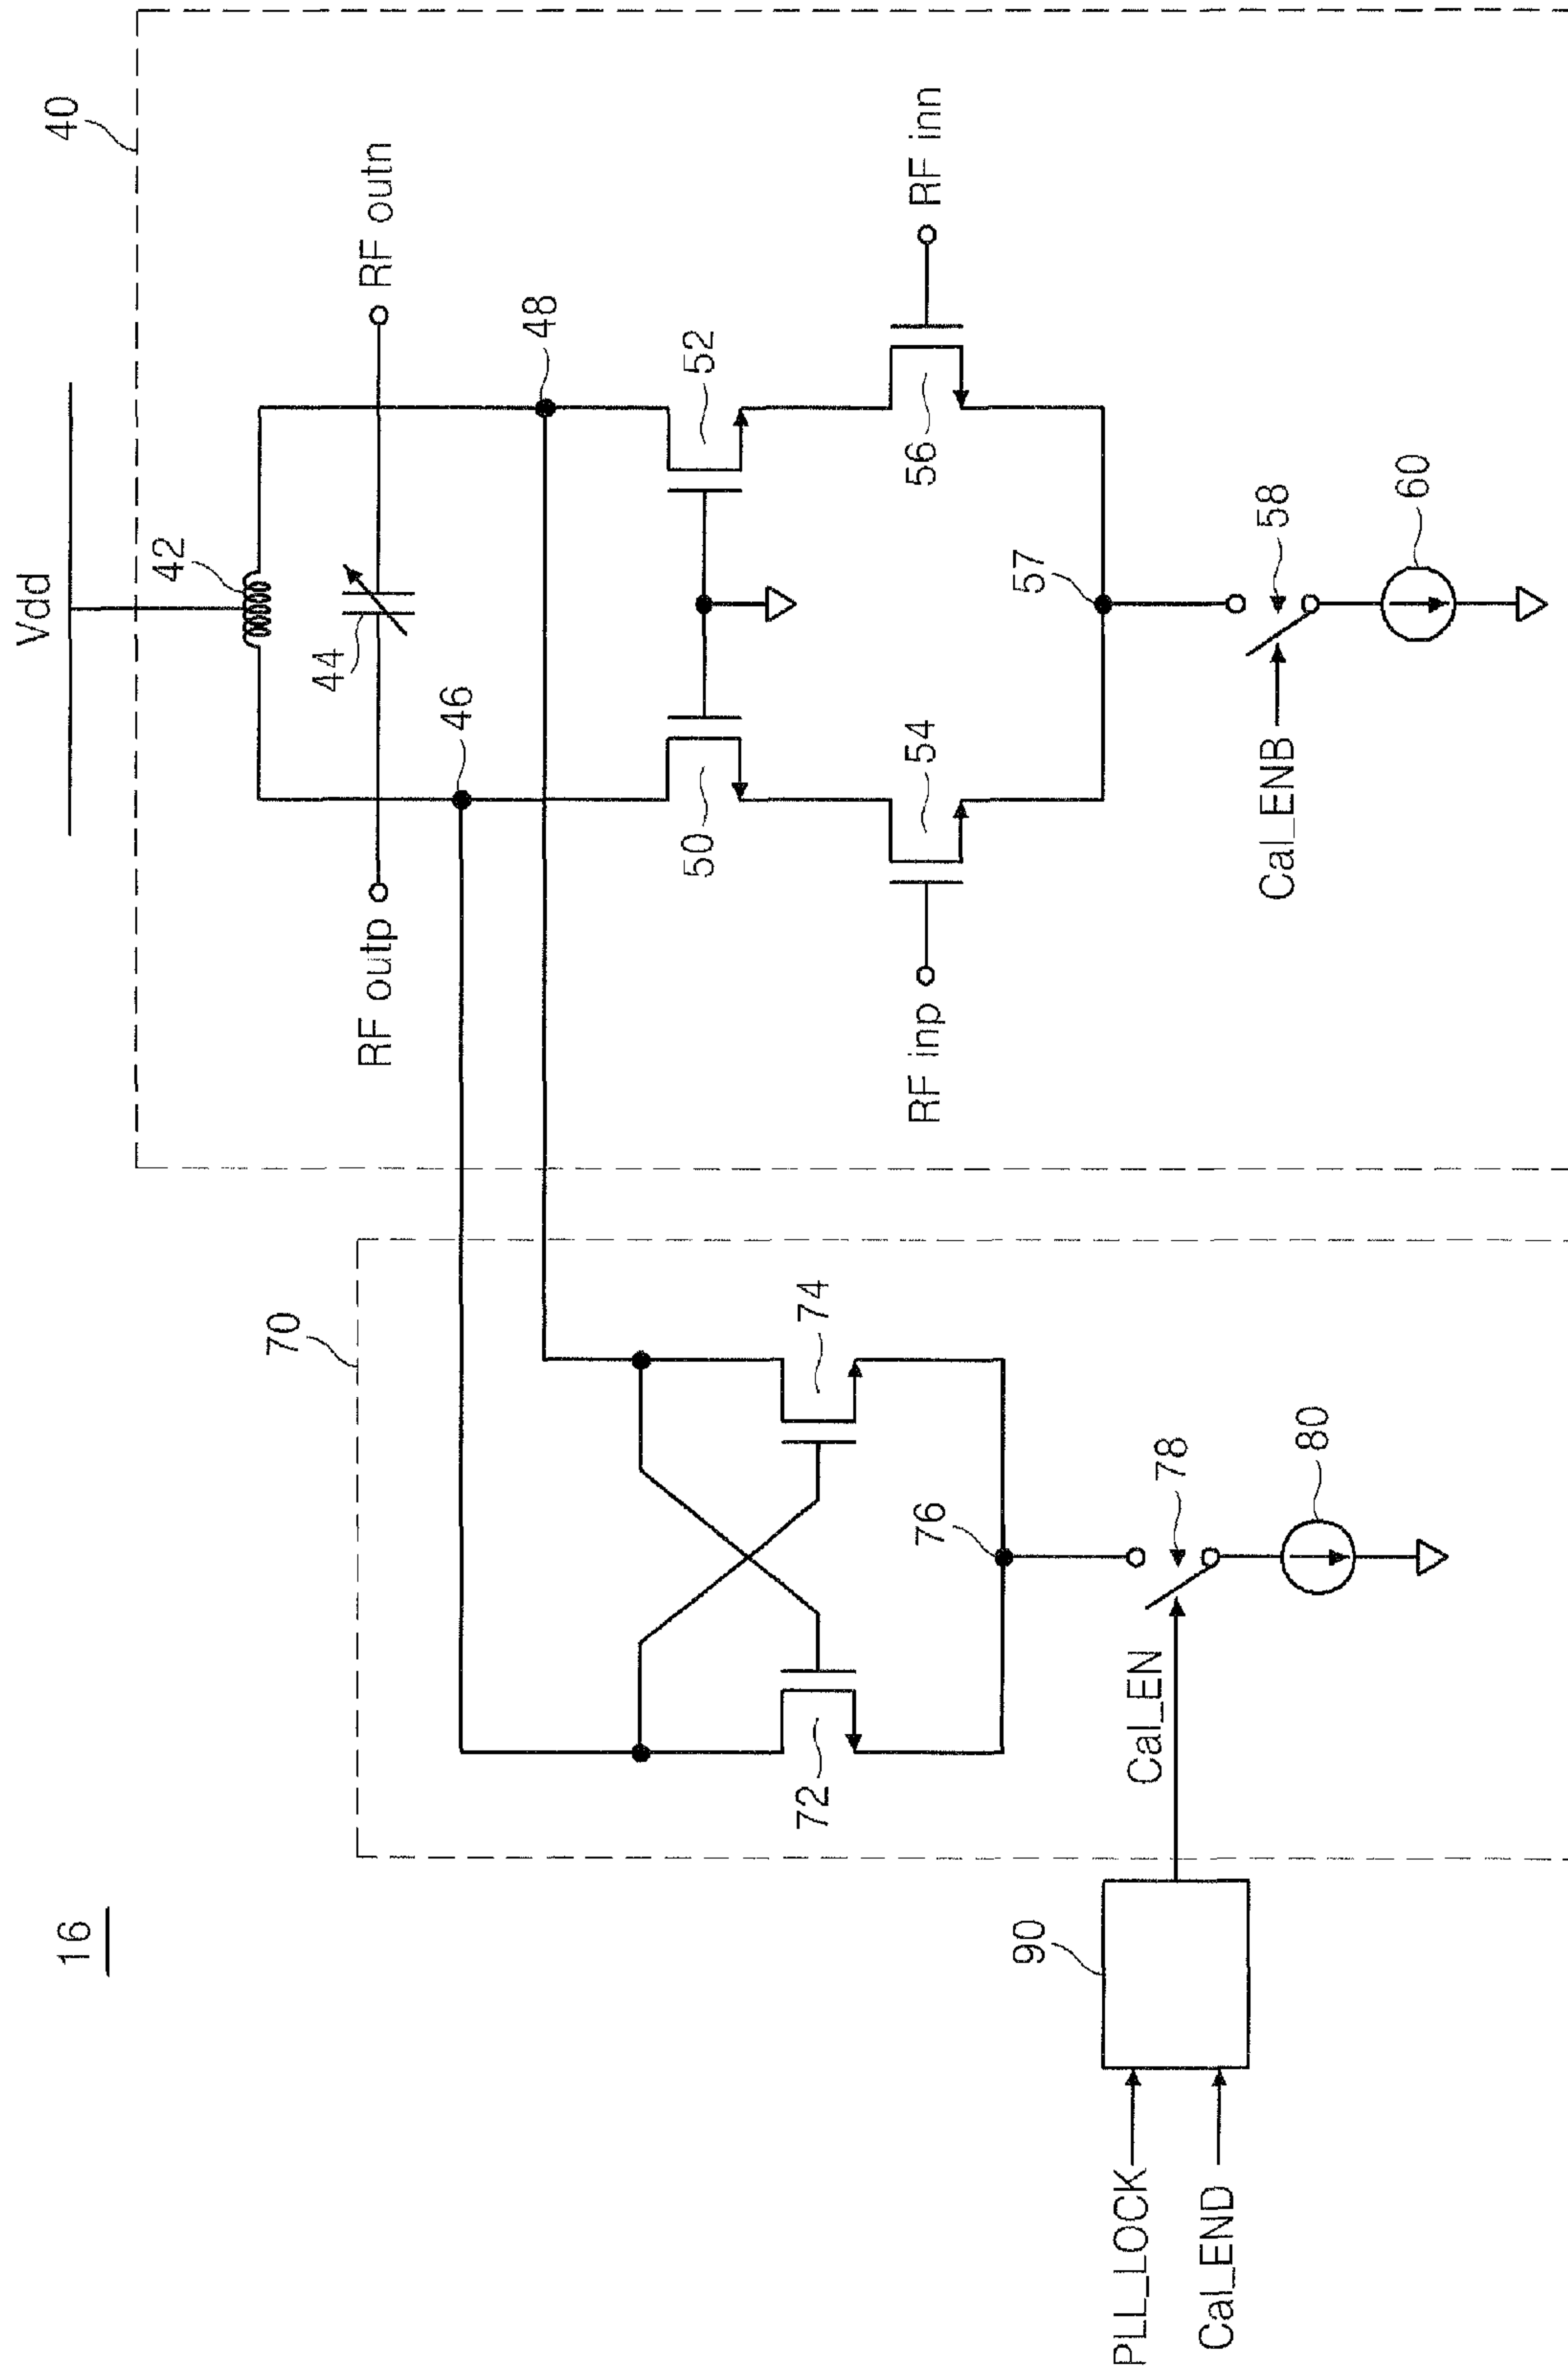 16
Vdd
40
42
44
RF outp
RF outn
46
48
50
52
54
56
RF inp
RF inn
57
58
Cal_ENB
60
70
72
74
76
78
Cal_EN
80
90
PLL_LOCK
Cal_END